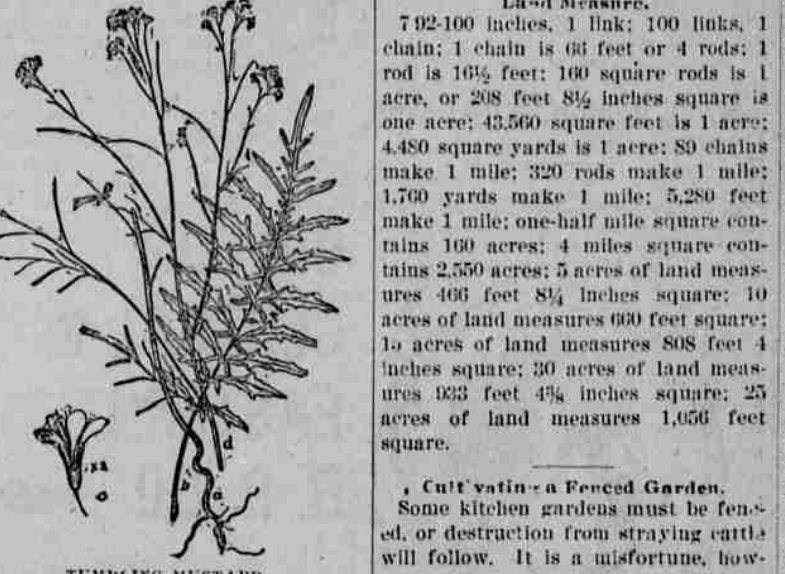 TUMBLING MUSTARD
a
b
d
Land Measure.
7 92-100 inches, 1 link; 100 links, 1
chain; 1 chain is 66 feet or 4 rods; 1
rod is 16½ feet; 160 square rods is 1
acre, or 208 feet 8½ inches square is
one acre; 43,560 square feet is 1 acre;
4,480 square yards is 1 acre; 89 chains
make 1 mile; 320 rods make 1 mile;
1,760 yards make 1 mile; 5,280 feet
make 1 mile; one-half mile square con-
tains 160 acres; 4 miles square con-
tains 2,550 acres; 5 acres of land meas-
ures 466 feet 8¼ inches square; 10
acres of land measures 660 feet square;
15 acres of land measures 808 feet 4
inches square; 30 acres of land meas-
ures 933 feet 4⅝ inches square; 25
acres of land measures 1,056 feet
square.
Cultivating a Fenced Garden.
Some kitchen gardens must be fenc-
ed, or destruction from straying cattle
will follow. It is a misfortune, how-